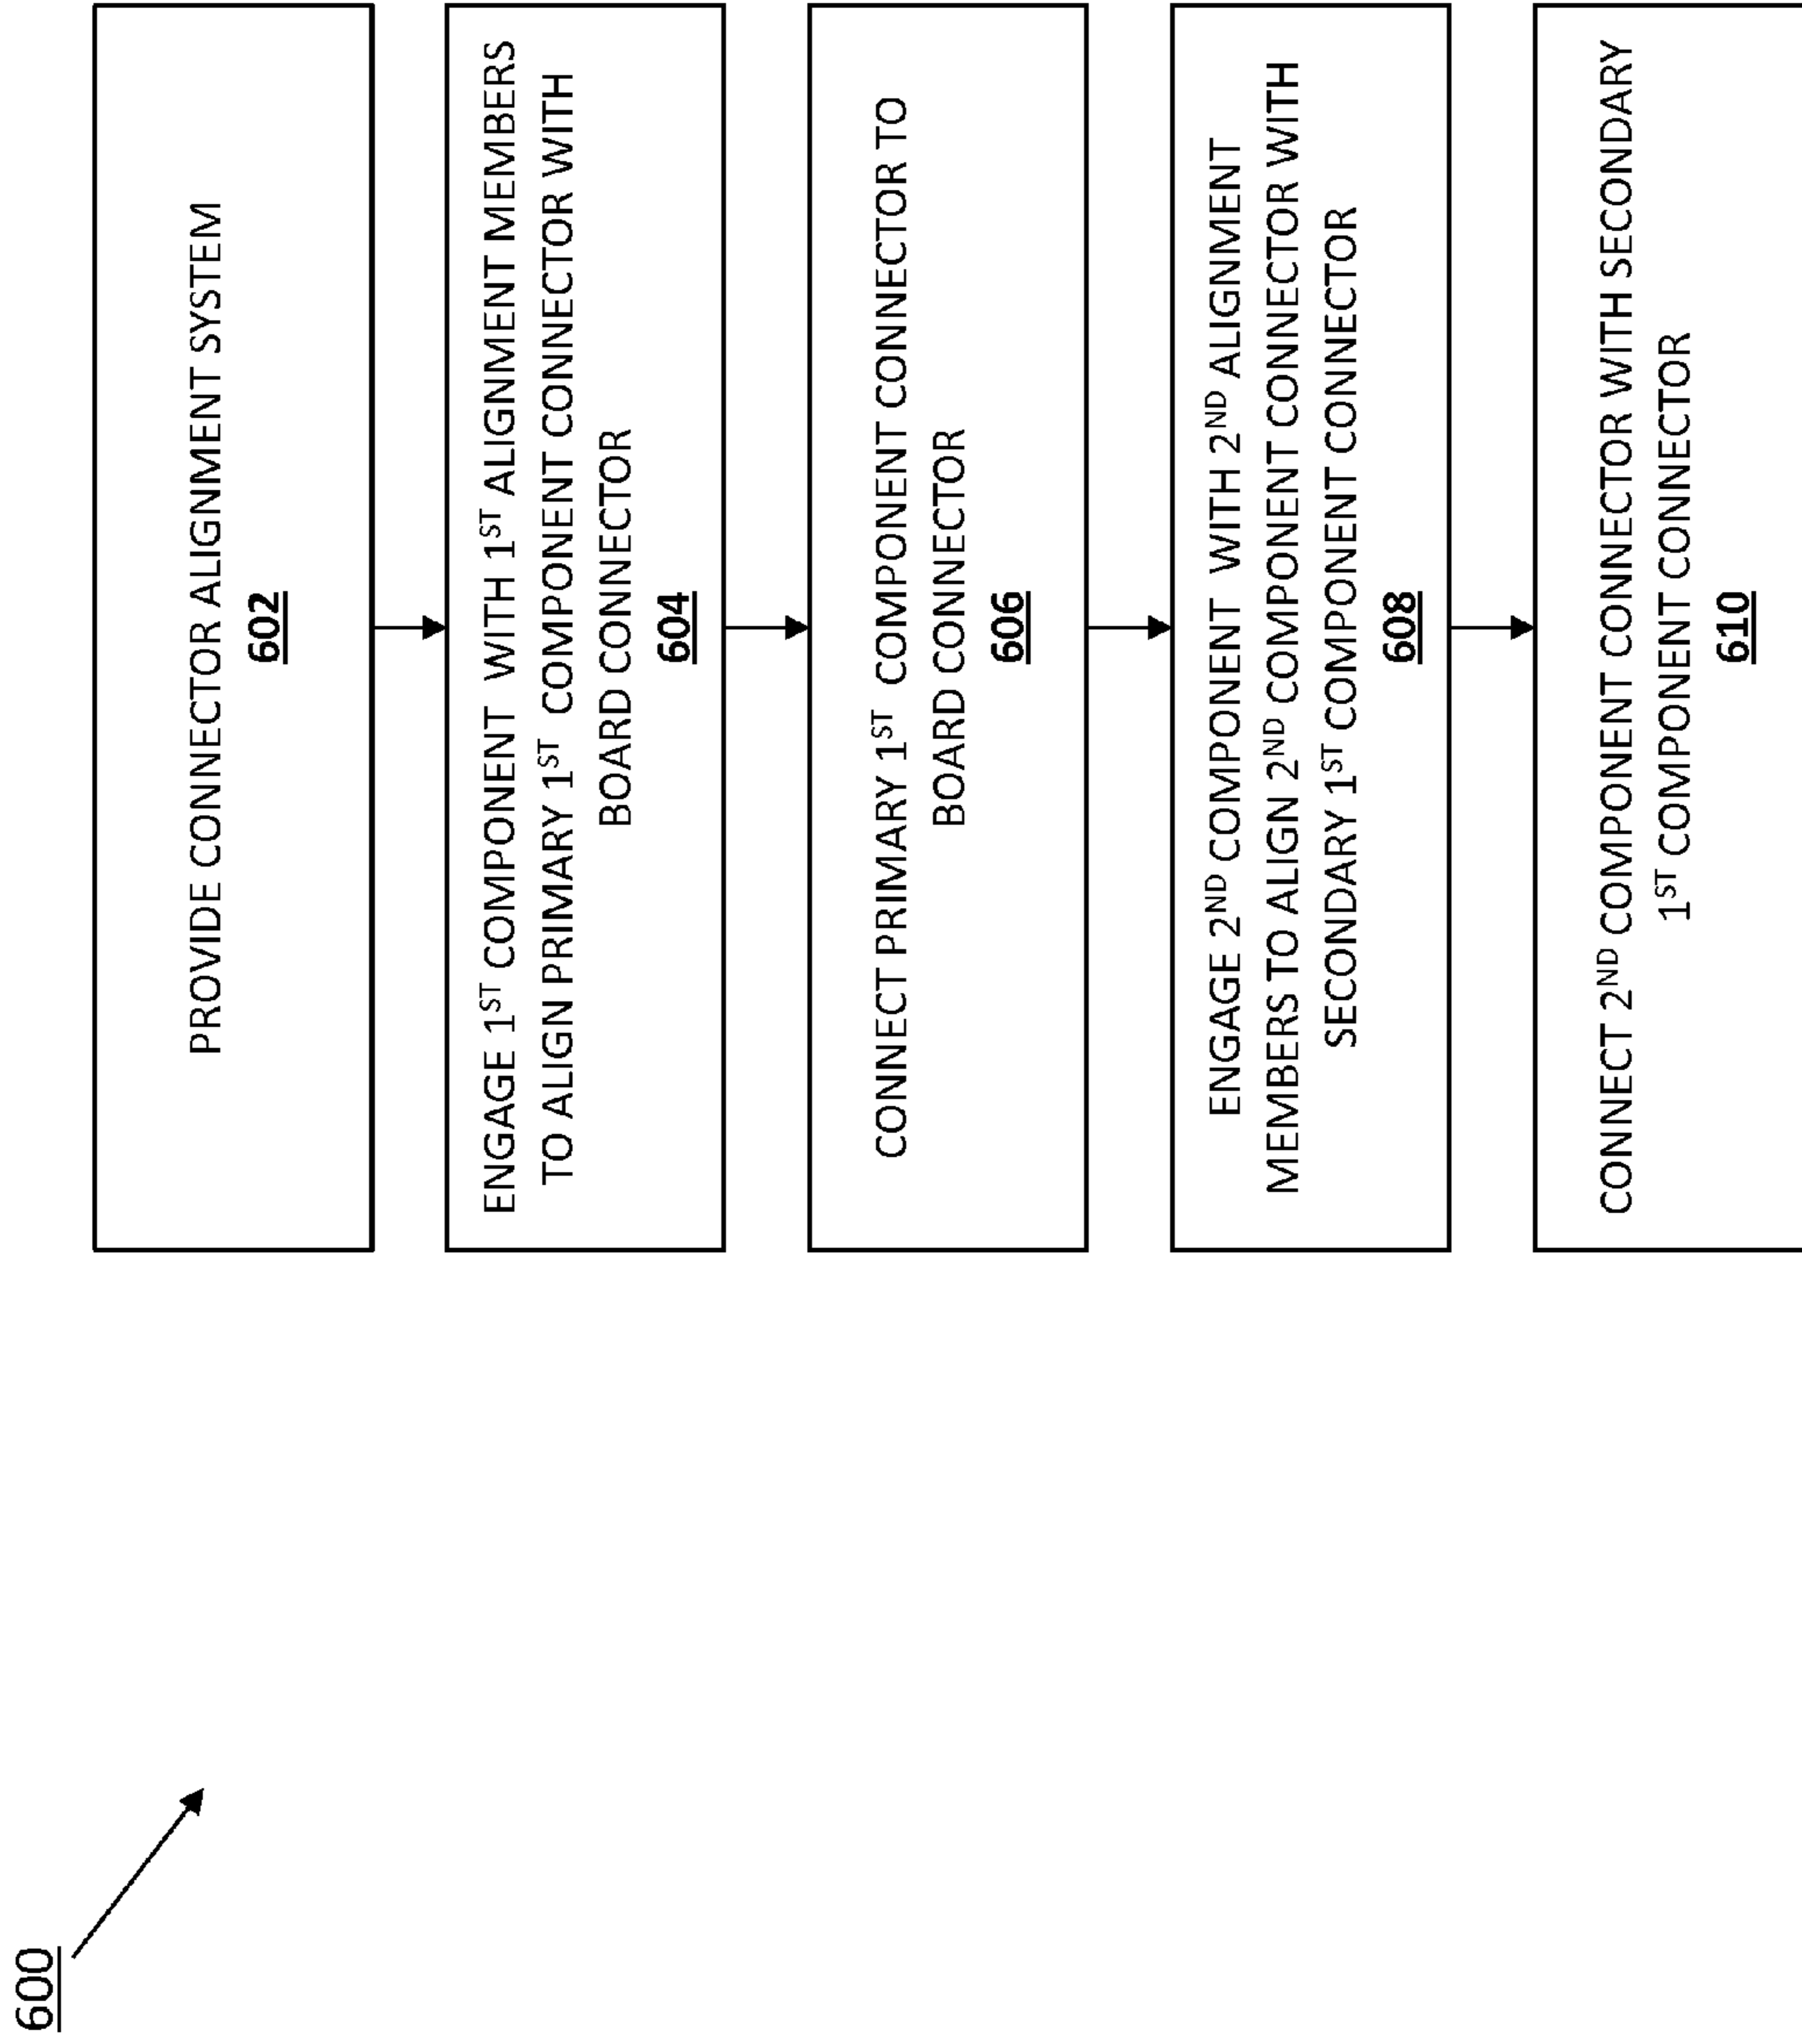 600
PROVIDE CONNECTOR ALIGNMENT SYSTEM
602
ENGAGE 1ST COMPONENT WITH 1ST ALIGNMENT MEMBERS
TO ALIGN PRIMARY 1ST COMPONENT CONNECTOR WITH
BOARD CONNECTOR
604
CONNECT PRIMARY 1ST COMPONENT CONNECTOR TO
BOARD CONNECTOR
606
ENGAGE 2ND COMPONENT WITH 2ND ALIGNMENT
MEMBERS TO ALIGN 2ND COMPONENT CONNECTOR WITH
SECONDARY 1ST COMPONENT CONNECTOR
608
CONNECT 2ND COMPONENT CONNECTOR WITH SECONDARY
1ST COMPONENT CONNECTOR
610